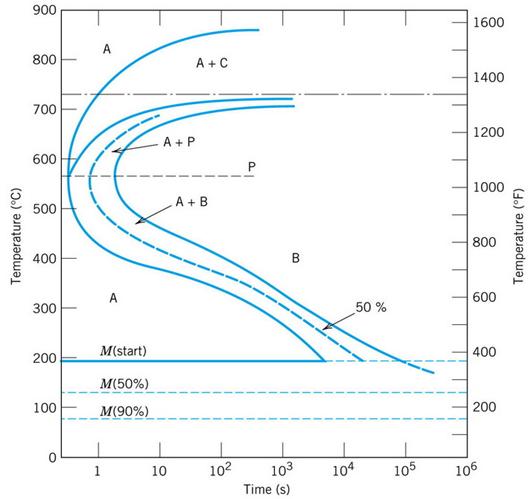 900
800
700
600
500
400
300
200
100
0
Temperature (°C)
1600
1400
1200
1000
800
600
400
200
Temperature (°F)
A
A + C
A + P
P
A + B
B
A
50 %
M(start)
M(50%)
M(90%)
1
10
10²
10³
10⁴
10⁵
10⁶
Time (s)